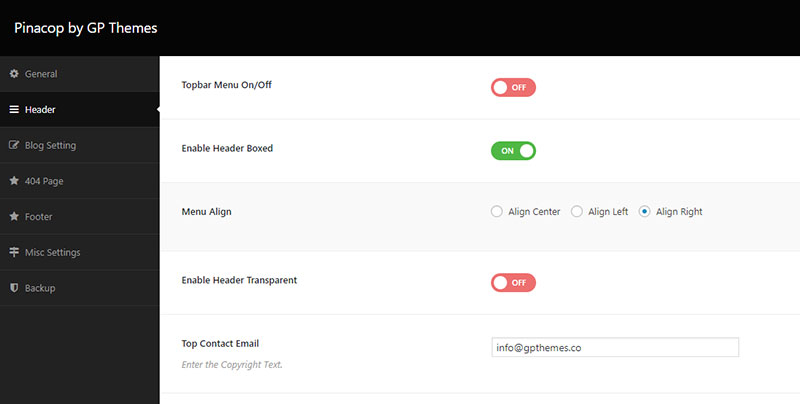 Pinacop by GP Themes
General
Header
Blog Setting
404 Page
Footer
Misc Settings
Backup
Topbar Menu On/Off
OFF
Enable Header Boxed
ON
Menu Align
Align Center Align Left Align Right
Enable Header Transparent
OFF
Top Contact Email
info@gpthemes.co
Enter the Copyright Text.